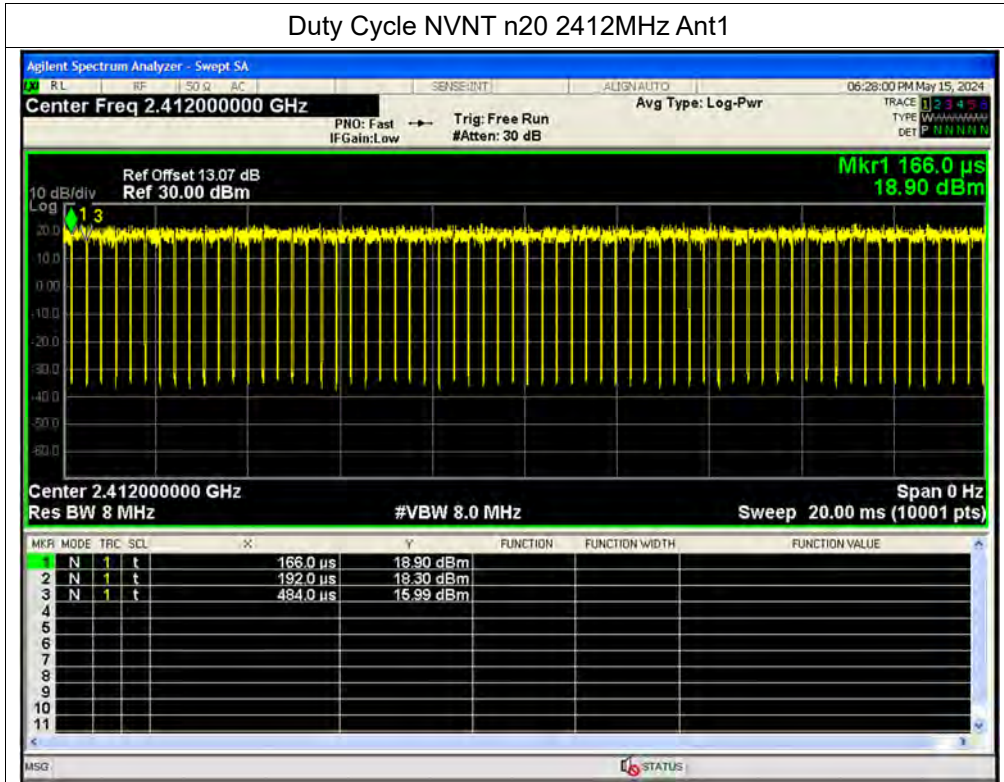 Duty Cycle NVNT n20 2412MHz Ant1
Agilent Spectrum Analyzer - Swept SA
LXI RL RF 50 Ω AC SENSE:INT ALIGN AUTO 06:28:00 PM May 15, 2024
Center Freq 2.412000000 GHz Avg Type: Log-Pwr TRACE 1 2 3 4 5 6
PNO: Fast Trig: Free Run TYPE W
IFGain:Low #Atten: 30 dB DET P N N N N N
Mkr1 166.0 µs
Ref Offset 13.07 dB
10 dB/div Ref 30.00 dBm 18.90 dBm
Log
1 3
20.0
10.0
0.00
-10.0
-20.0
-30.0
-40.0
-50.0
-60.0
Center 2.412000000 GHz Span 0 Hz
Res BW 8 MHz #VBW 8.0 MHz Sweep 20.00 ms (10001 pts)
MKR MODE TRC SCL X Y FUNCTION FUNCTION WIDTH FUNCTION VALUE
1 N 1 t 166.0 µs 18.90 dBm
2 N 1 t 192.0 µs 18.30 dBm
3 N 1 t 484.0 µs 15.99 dBm
4
5
6
7
8
9
10
11
MSG STATUS